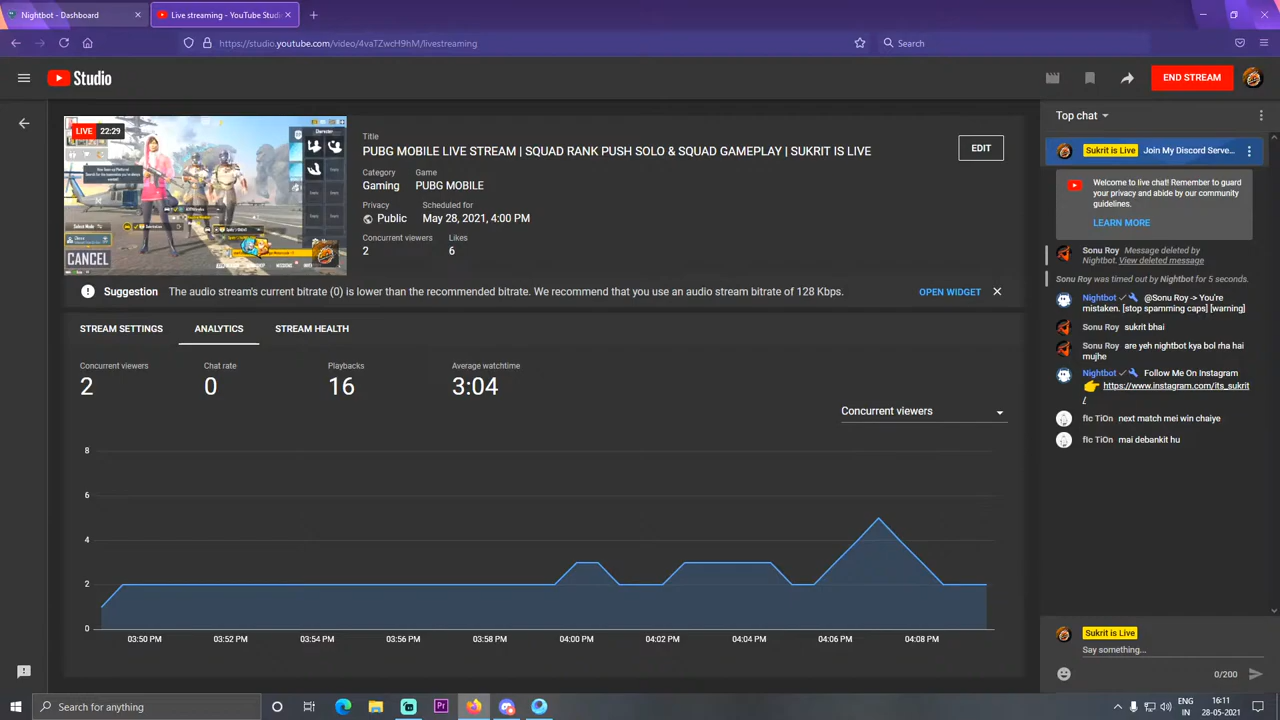 Nightbot - Dashboard
Live streaming - YouTube Studi
https://studio.youtube.com/video/4vaTZwcH9hM/livestreaming
Search
Studio
END STREAM
LIVE 22:29
CANCEL
Title
PUBG MOBILE LIVE STREAM | SQUAD RANK PUSH SOLO & SQUAD GAMEPLAY | SUKRIT IS LIVE
EDIT
Category
Game
Gaming
PUBG MOBILE
Privacy
Scheduled for
Public
May 28, 2021, 4:00 PM
Concurrent viewers
Likes
2
6
Suggestion
The audio stream's current bitrate (0) is lower than the recommended bitrate. We recommend that you use an audio stream bitrate of 128 Kbps.
OPEN WIDGET
STREAM SETTINGS
ANALYTICS
STREAM HEALTH
Concurrent viewers
Chat rate
Playbacks
Average watchtime
2
0
16
3:04
Concurrent viewers
8
6
4
2
0
03:50 PM
03:52 PM
03:54 PM
03:56 PM
03:58 PM
04:00 PM
04:02 PM
04:04 PM
04:06 PM
04:08 PM
Top chat
Sukrit is Live Join My Discord Serve...
Welcome to live chat! Remember to guard
your privacy and abide by our community
guidelines.
LEARN MORE
Sonu Roy Message deleted by
Nightbot. View deleted message
Sonu Roy was timed out by Nightbot for 5 seconds.
Nightbot @Sonu Roy -> You're
mistaken. [stop spamming caps] [warning]
Sonu Roy sukrit bhai
Sonu Roy are yeh nightbot kya bol rha hai
mujhe
Nightbot Follow Me On Instagram
https://www.instagram.com/its_sukrit
/
flc TiOn next match mei win chaiye
flc TiOn mai debankit hu
Sukrit is Live
Say something...
0/200
Search for anything
ENG
IN
16:11
28-05-2021